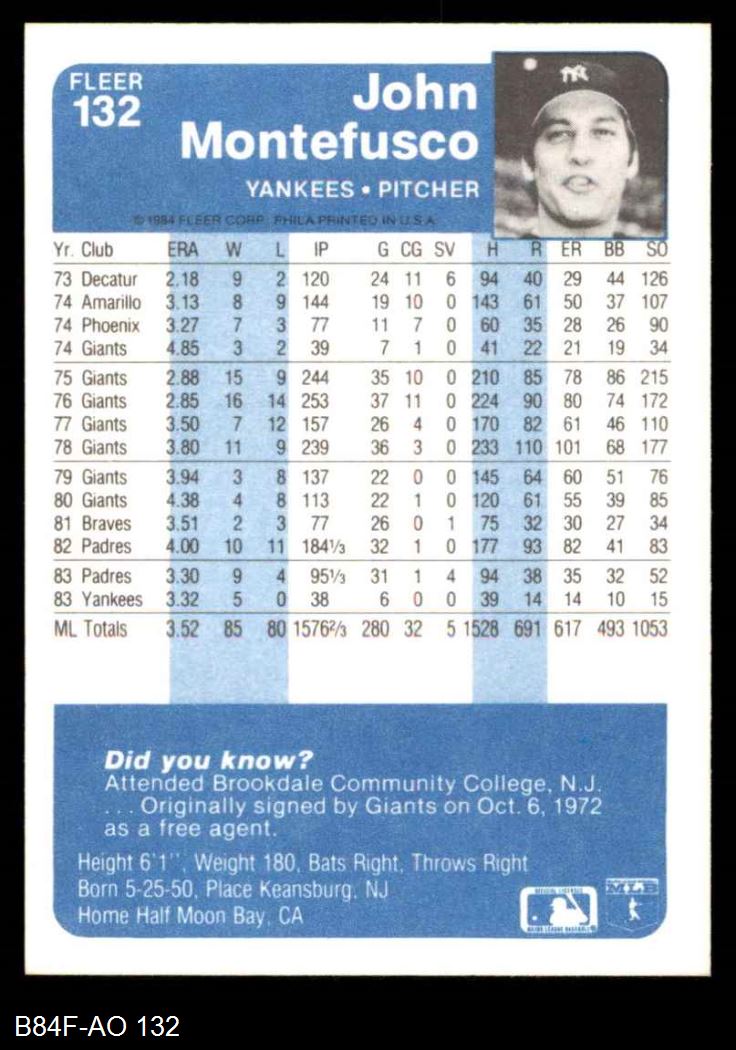 FLEER
132
John
Montefusco
YANKEES • PITCHER
© 1984 FLEER CORP. PHILA PRINTED IN U.S.A.
Yr. Club ERA W L IP G CG SV H R ER BB SO
73 Decatur 2.18 9 2 120 24 11 6 94 40 29 44 126
74 Amarillo 3.13 8 9 144 19 10 0 143 61 50 37 107
74 Phoenix 3.27 7 3 77 11 7 0 60 35 28 26 90
74 Giants 4.85 3 2 39 7 1 0 41 22 21 19 34
75 Giants 2.88 15 9 244 35 10 0 210 85 78 86 215
76 Giants 2.85 16 14 253 37 11 0 224 90 80 74 172
77 Giants 3.50 7 12 157 26 4 0 170 82 61 46 110
78 Giants 3.80 11 9 239 36 3 0 233 110 101 68 177
79 Giants 3.94 3 8 137 22 0 0 145 64 60 51 76
80 Giants 4.38 4 8 113 22 1 0 120 61 55 39 85
81 Braves 3.51 2 3 77 26 0 1 75 32 30 27 34
82 Padres 4.00 10 11 184⅓ 32 1 0 177 93 82 41 83
83 Padres 3.30 9 4 95⅓ 31 1 4 94 38 35 32 52
83 Yankees 3.32 5 0 38 6 0 0 39 14 14 10 15
ML Totals 3.52 85 80 1576⅔ 280 32 5 1528 691 617 493 1053
Did you know?
Attended Brookdale Community College, N.J.
. . . Originally signed by Giants on Oct. 6, 1972
as a free agent.
Height 6'1", Weight 180, Bats Right, Throws Right
Born 5-25-50, Place Keansburg, NJ
Home Half Moon Bay, CA
MLB
MAJOR LEAGUE BASEBALL
B84F-AO 132